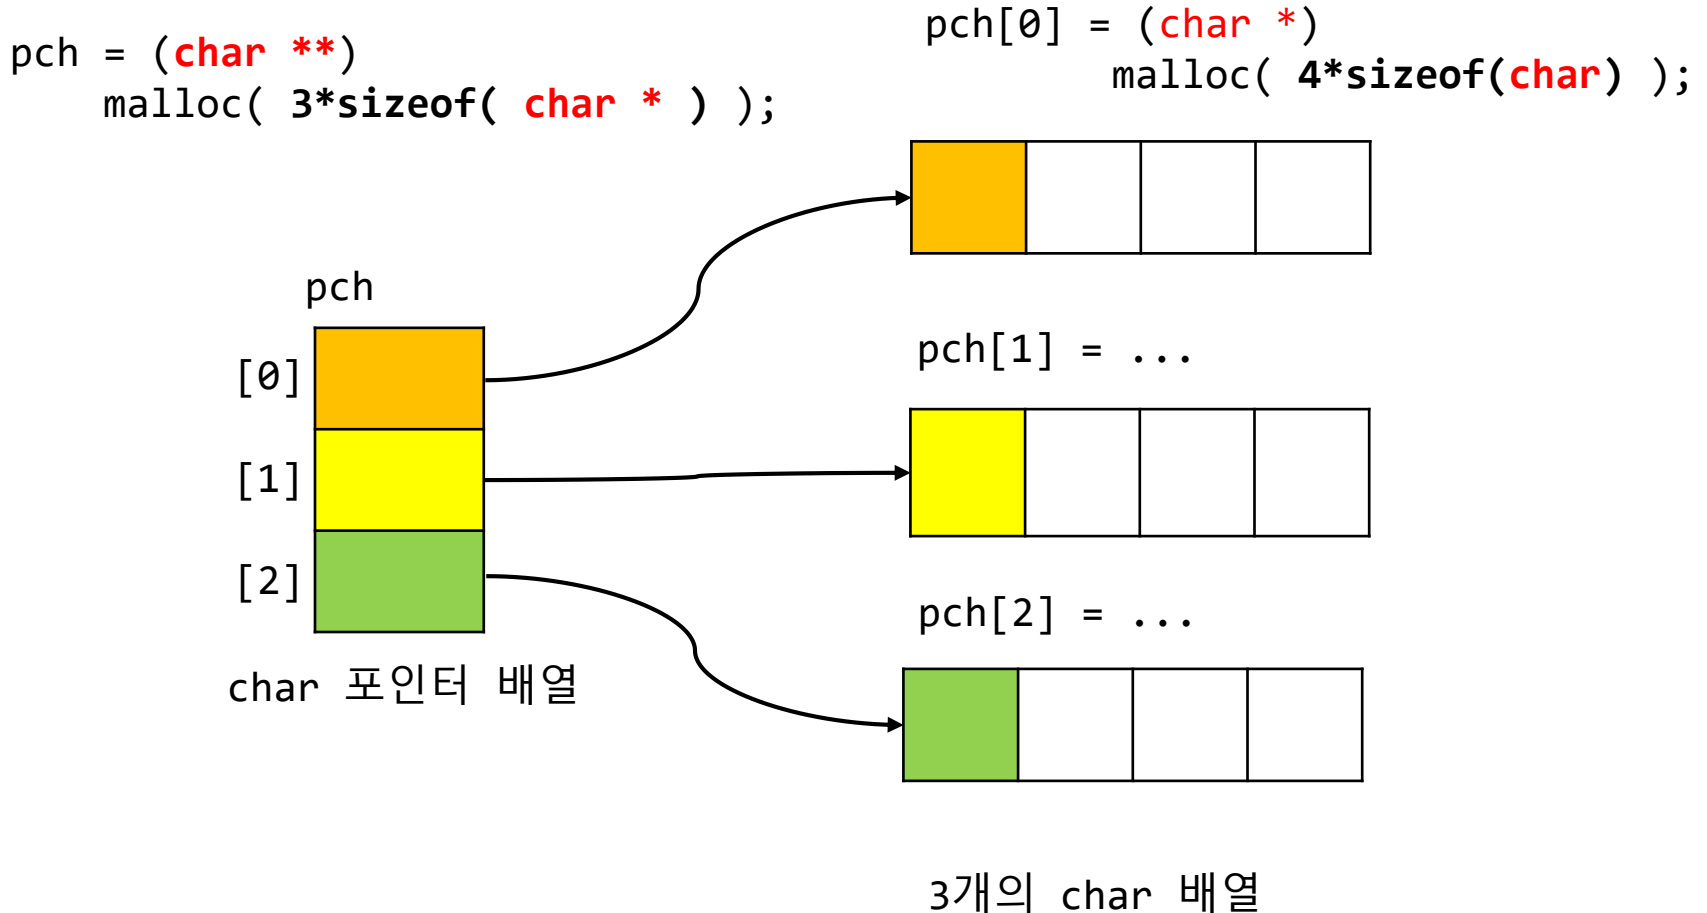 pch = (char **)
malloc( 3*sizeof( char * ) );
pch[0] = (char *)
malloc( 4*sizeof(char) );
pch
[0]
[1]
[2]
char 포인터 배열
pch[1] = ...
pch[2] = ...
3개의 char 배열